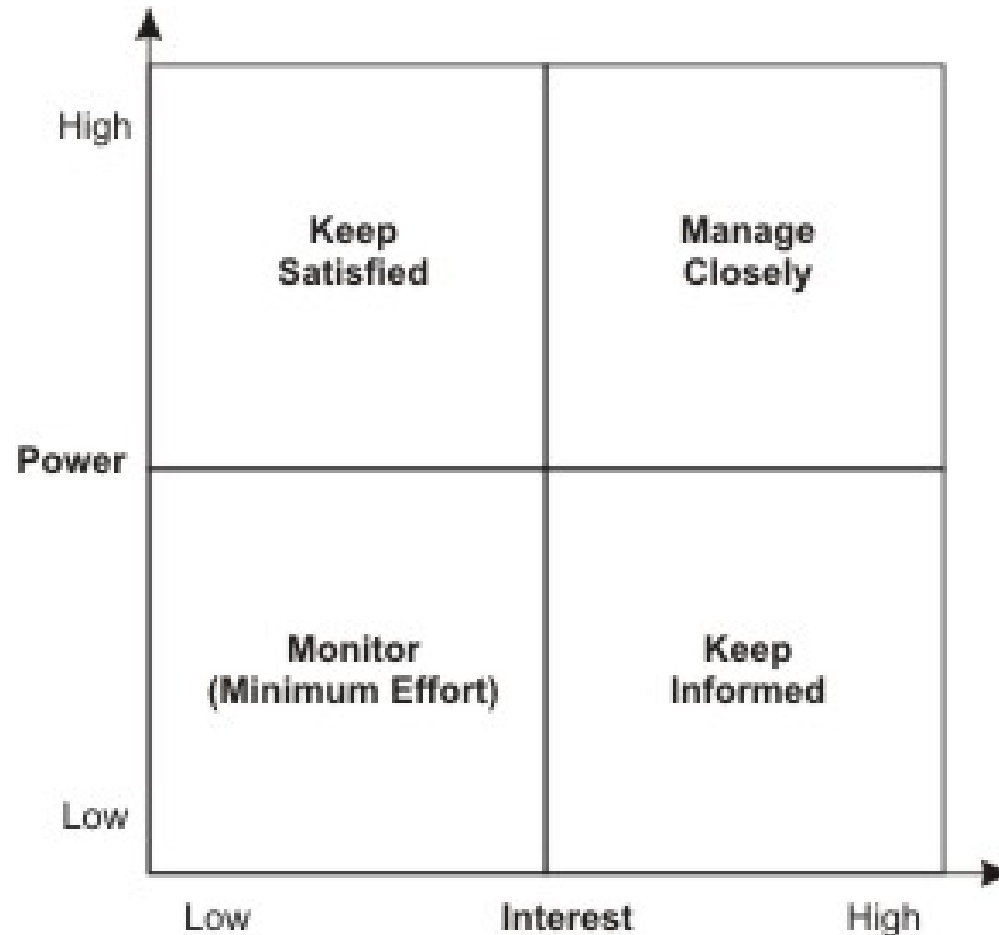 High
Keep
Satisfied
Manage
Closely
Power
Monitor
(Minimum Effort)
Keep
Informed
Low
Low Interest High